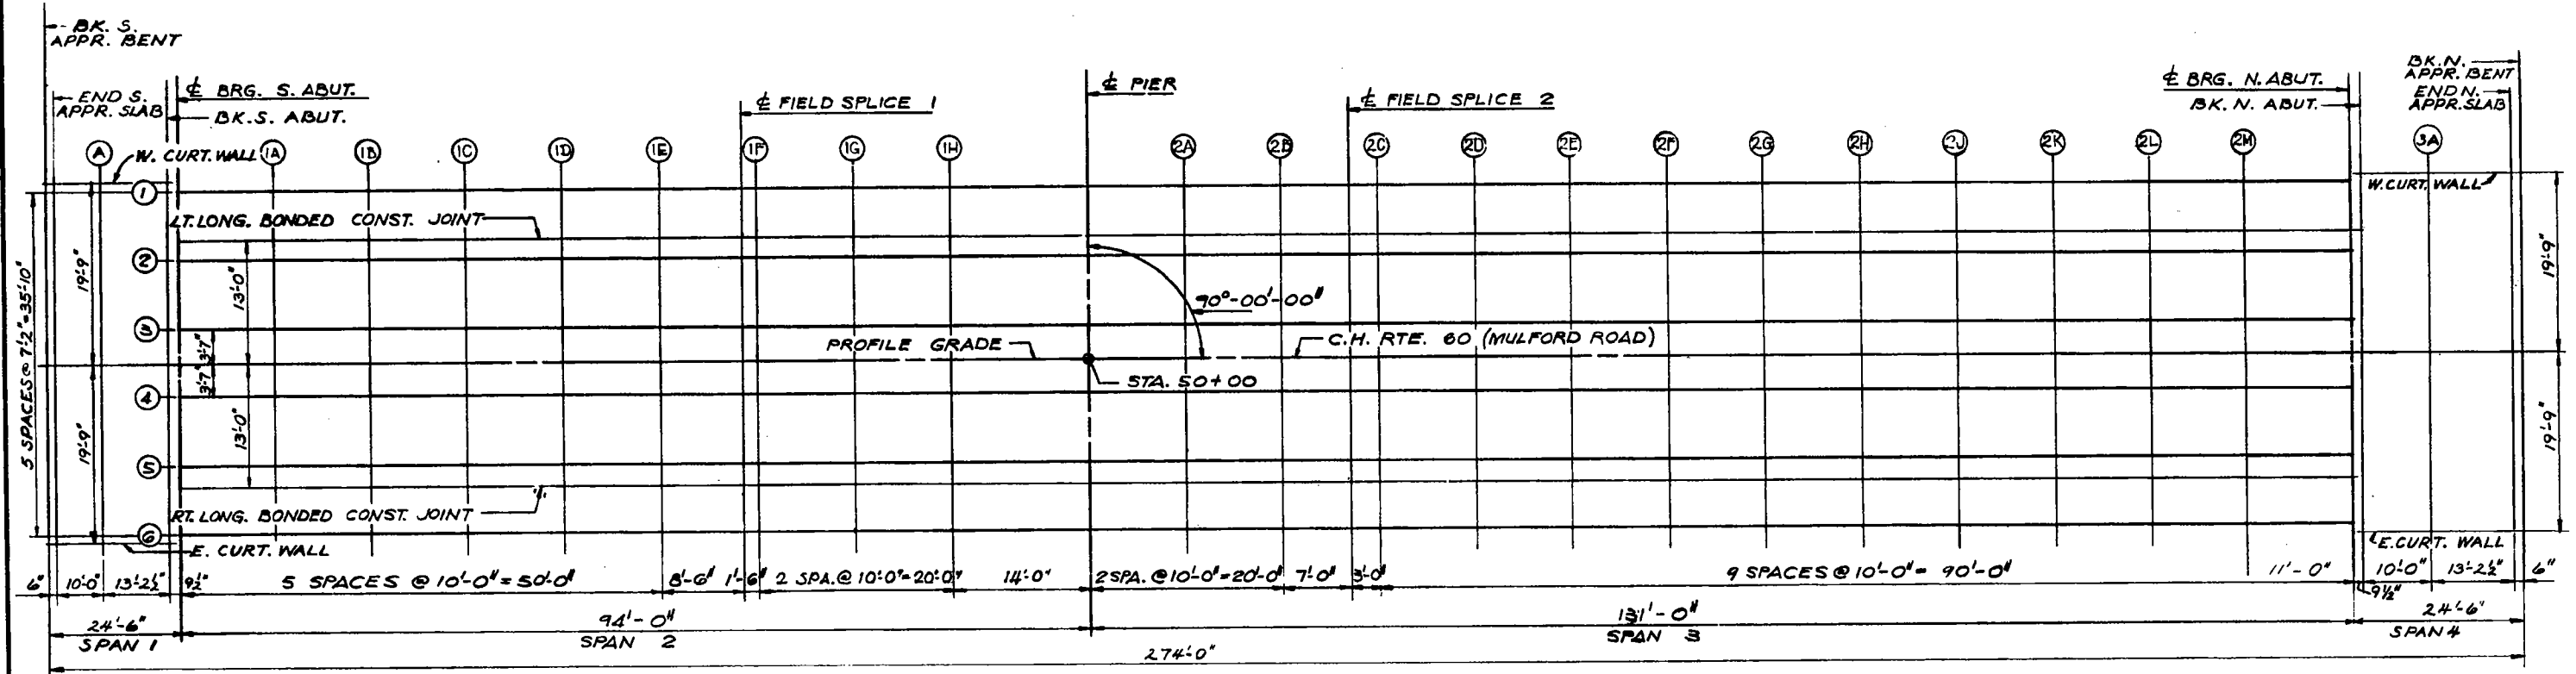 BK. S.
APPR. BENT
END S.
APPR. SLAB
℄ BRG. S. ABUT.
BK. S. ABUT.
℄ FIELD SPLICE 1
℄ PIER
℄ FIELD SPLICE 2
℄ BRG. N. ABUT.
BK. N. ABUT.
BK. N.
APPR. BENT
END N.
APPR. SLAB
A
W. CURT. WALL
1A 1B 1C 1D 1E 1F 1G 1H 2A 2B 2C 2D 2E 2F 2G 2H 2J 2K 2L 2M 3A
1
W. CURT. WALL
LT. LONG. BONDED CONST. JOINT
2
5 SPACES @ 7'-2" = 35'-10"
19'-9"
13'-0"
19'-9"
90°-00'-00"
3
3'-7"
PROFILE GRADE
C.H. RTE. 60 (MULFORD ROAD)
3'-7"
STA. 50+00
4
19'-9"
13'-0"
19'-9"
5
RT. LONG. BONDED CONST. JOINT
6
E. CURT. WALL
E. CURT. WALL
6" 10'-0" 13'-2½" 9½" 5 SPACES @ 10'-0" = 50'-0" 8'-6" 1'-6" 2 SPA. @ 10'-0" = 20'-0" 14'-0" 2 SPA. @ 10'-0" = 20'-0" 7'-0" 3'-0" 9 SPACES @ 10'-0" = 90'-0" 11'-0" 9½" 10'-0" 13'-2½" 6"
24'-6" 94'-0" 131'-0" 24'-6"
SPAN 1 SPAN 2 SPAN 3 SPAN 4
274'-0"